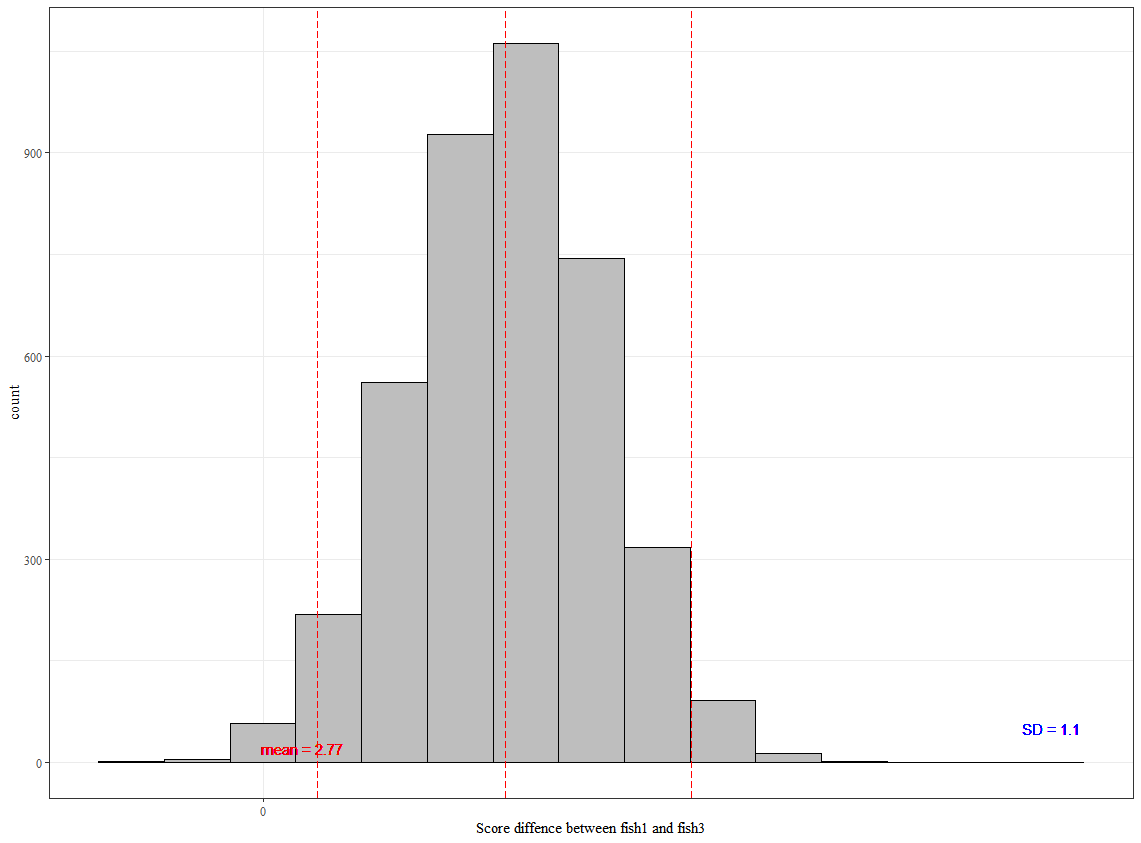 900
600
300
0
count
mean = 2.77
SD = 1.1
0
Score diffence between fish1 and fish3